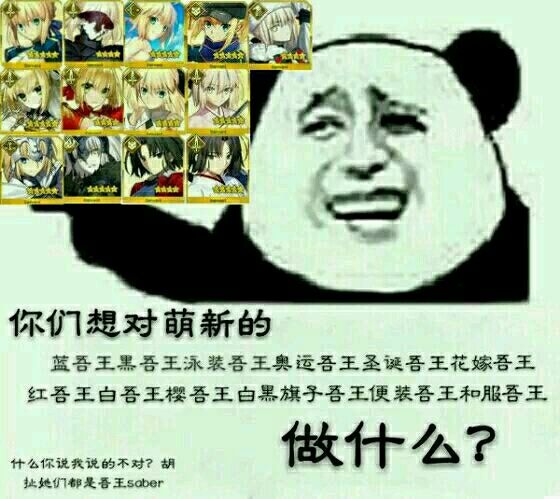 你们想对萌新的
蓝吾王黑吾王泳装吾王奥运吾王圣诞吾王花嫁吾王
红吾王白吾王樱吾王白黑旗子吾王便装吾王和服吾王
做什么？
什么你说我说的不对？胡
扯她们都是吾王saber